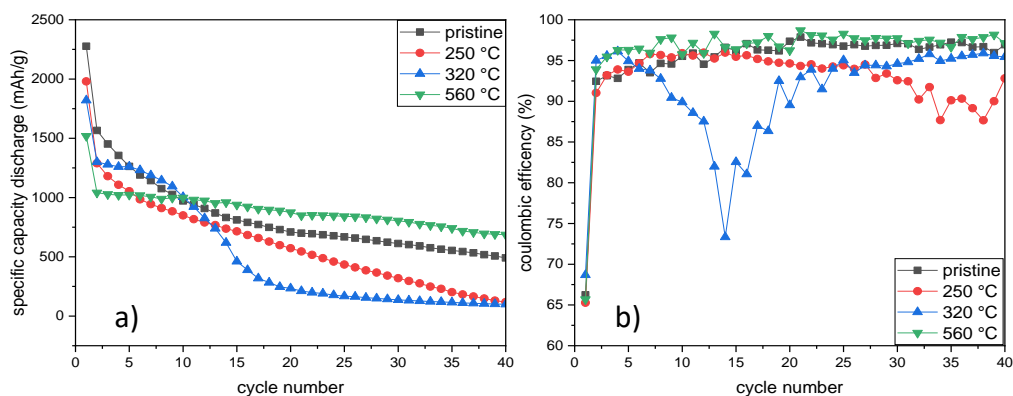 2500
2000
1500
1000
500
0
specific capacity discharge (mAh/g)
pristine
250 °C
320 °C
560 °C
a)
0 5 10 15 20 25 30 35 40
cycle number
100
95
90
85
80
75
70
65
60
coulombic efficency (%)
pristine
250 °C
320 °C
560 °C
b)
0 5 10 15 20 25 30 35 40
cycle number